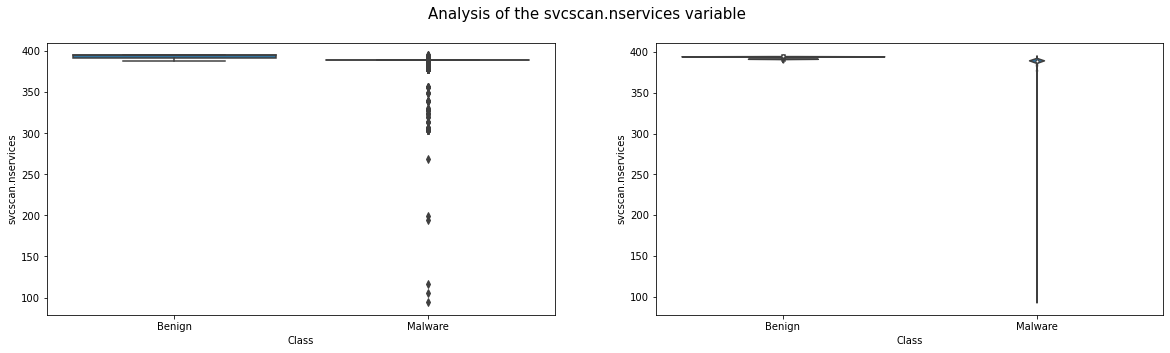 Analysis of the svcscan.nservices variable
400
350
300
250
200
150
100
svcscan.nservices
Benign
Malware
Class
400
350
300
250
200
150
100
svcscan.nservices
Benign
Malware
Class